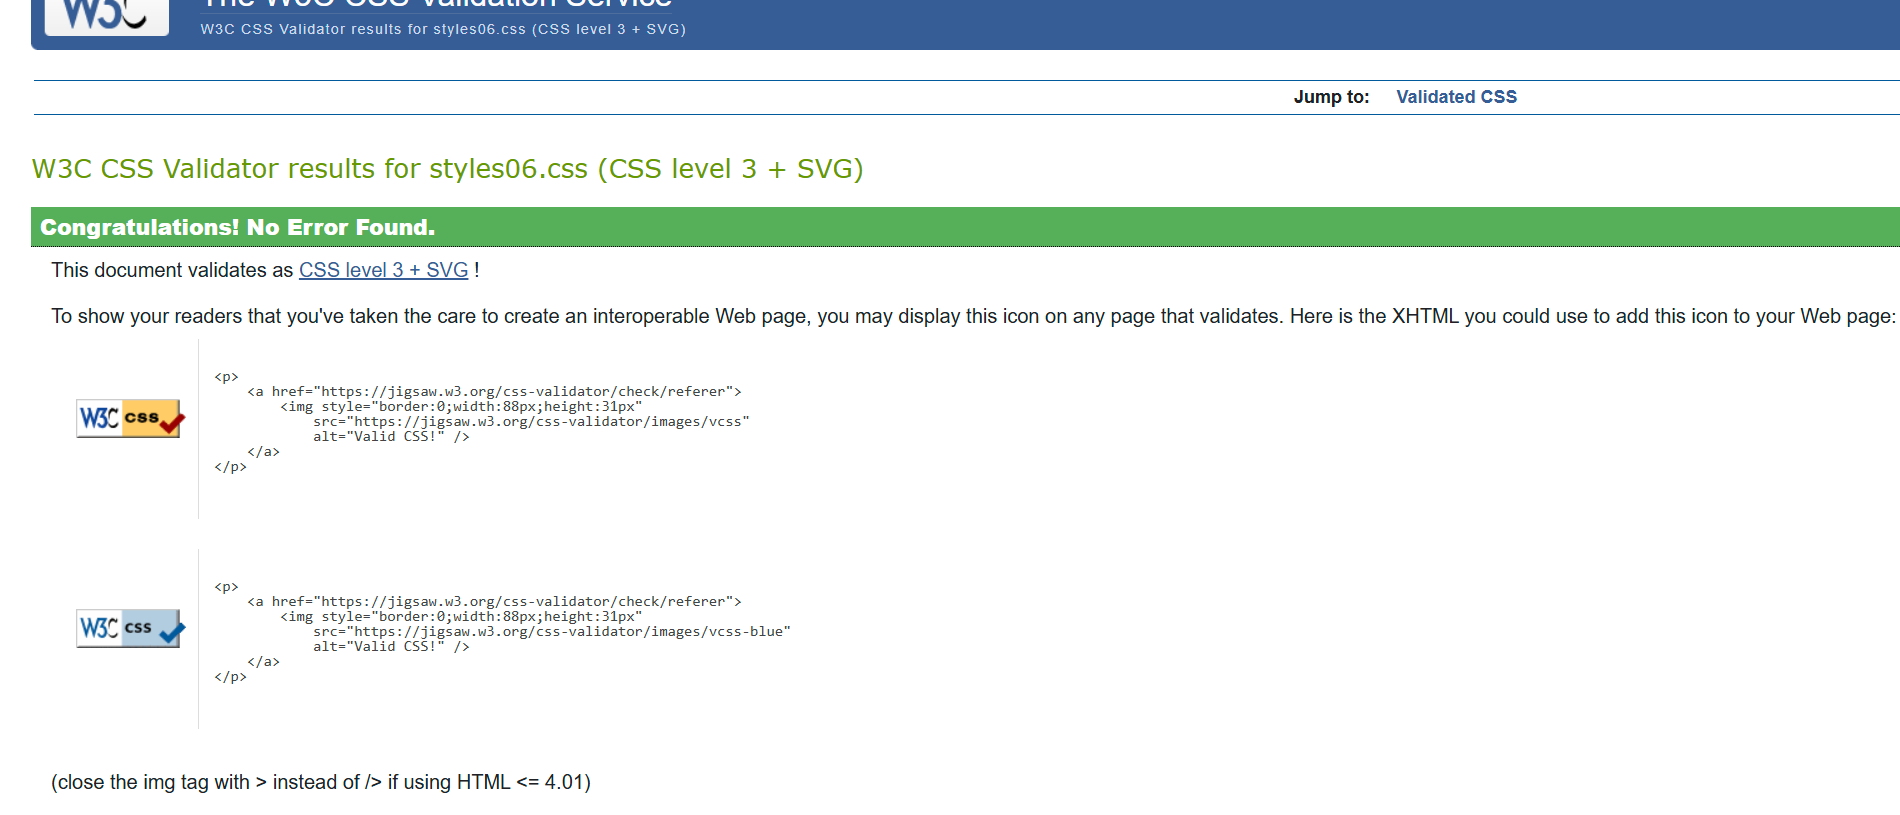 W3C
The W3C CSS Validation Service
W3C CSS Validator results for styles06.css (CSS level 3 + SVG)
Jump to: Validated CSS
W3C CSS Validator results for styles06.css (CSS level 3 + SVG)
Congratulations! No Error Found.
This document validates as CSS level 3 + SVG !
To show your readers that you've taken the care to create an interoperable Web page, you may display this icon on any page that validates. Here is the XHTML you could use to add this icon to your Web page:
W3C css
<p>
    <a href="https://jigsaw.w3.org/css-validator/check/referer">
        <img style="border:0;width:88px;height:31px"
            src="https://jigsaw.w3.org/css-validator/images/vcss"
            alt="Valid CSS!" />
    </a>
</p>
W3C css
<p>
    <a href="https://jigsaw.w3.org/css-validator/check/referer">
        <img style="border:0;width:88px;height:31px"
            src="https://jigsaw.w3.org/css-validator/images/vcss-blue"
            alt="Valid CSS!" />
    </a>
</p>
(close the img tag with > instead of /> if using HTML <= 4.01)